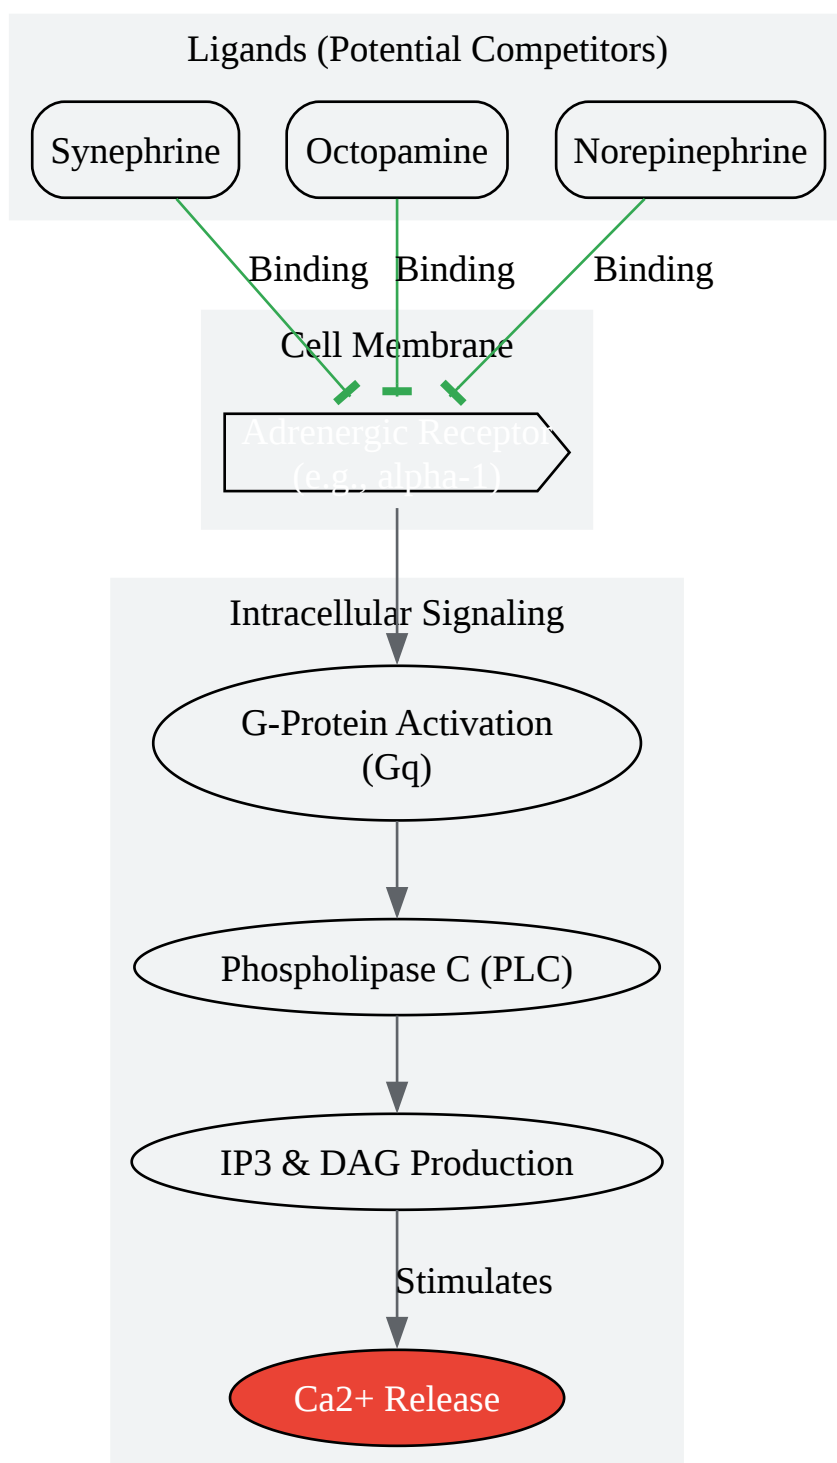 Ligands (Potential Competitors)
Synephrine
Octopamine
Norepinephrine
Binding
Binding
Binding
Cell Membrane
Adrenergic Receptor
(e.g., alpha-1)
Intracellular Signaling
G-Protein Activation
(Gq)
Phospholipase C (PLC)
IP3 & DAG Production
Stimulates
Ca2+ Release